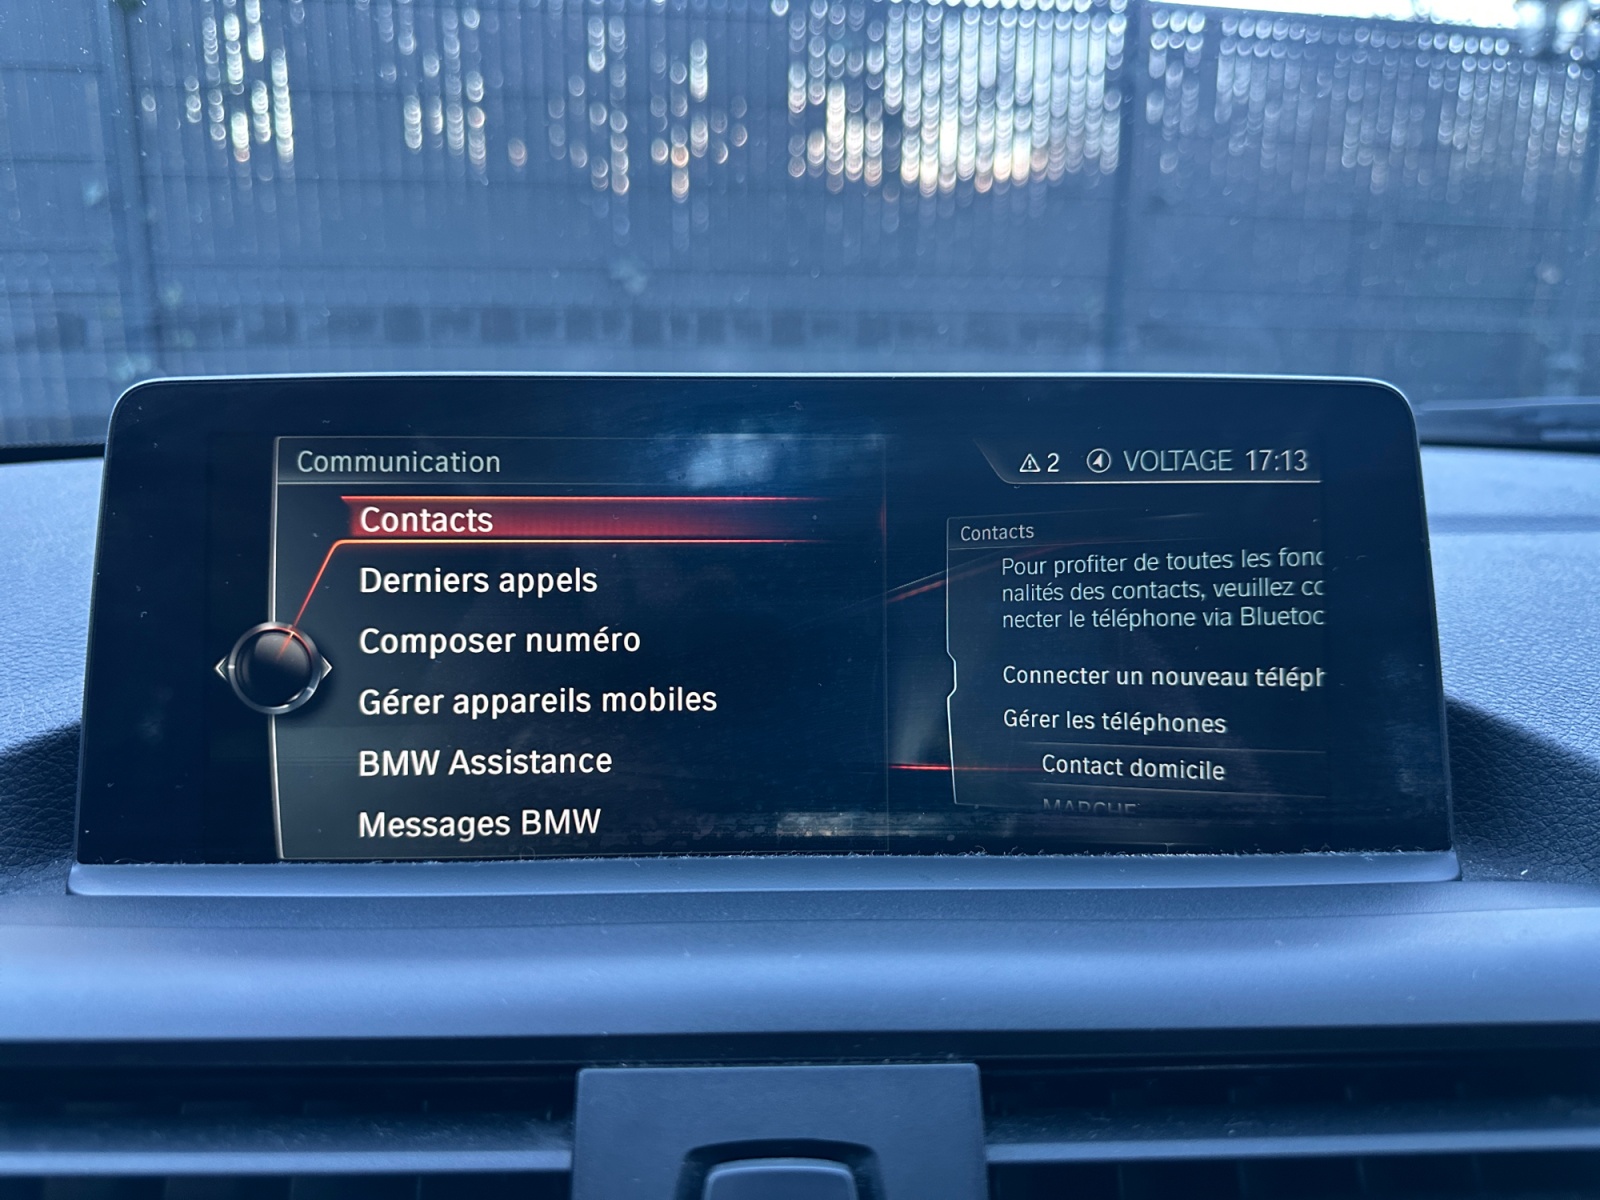 Communication
2 VOLTAGE 17:13
Contacts
Derniers appels
Composer numéro
Gérer appareils mobiles
BMW Assistance
Messages BMW
Contacts
Pour profiter de toutes les fonc
nalités des contacts, veuillez co
necter le téléphone via Bluetoc
Connecter un nouveau téléph
Gérer les téléphones
Contact domicile
MARCHE